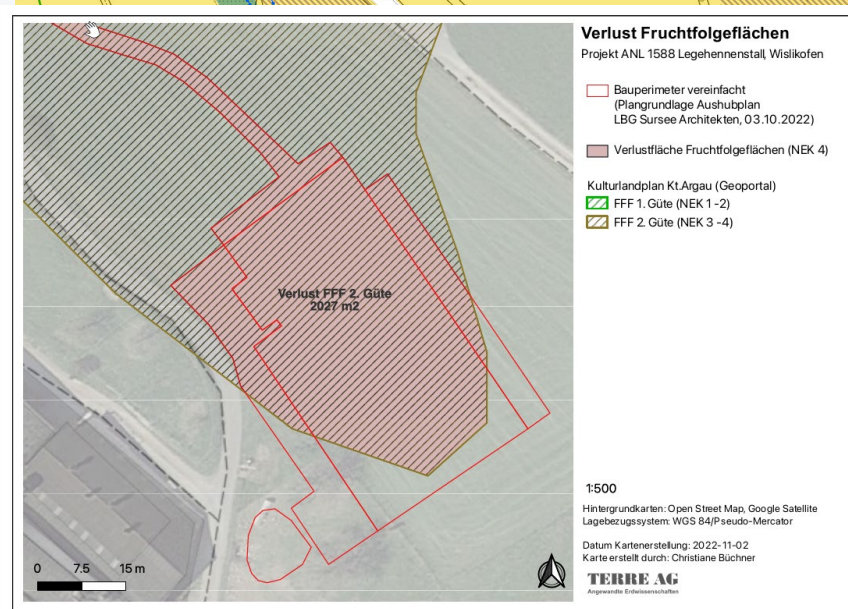 Verlust Fruchtfolgeflächen
Projekt ANL 1588 Legehennenstall, Wislikofen
Bauperimeter vereinfacht
(Plangrundlage Aushubplan
LBG Sursee Architekten, 03.10.2022)
Verlustfläche Fruchtfolgeflächen (NEK 4)
Kulturlandplan Kt.Argau (Geoportal)
FFF 1. Güte (NEK 1 -2)
FFF 2. Güte (NEK 3 -4)
Verlust FFF 2. Güte
2027 m2
1:500
Hintergrundkarten: Open Street Map, Google Satellite
Lagebezugssystem: WGS 84/Pseudo-Mercator
Datum Kartenerstellung: 2022-11-02
Karte erstellt durch: Christiane Büchner
TERRE AG
Angewandte Erdwissenschaften
0 7.5 15 m